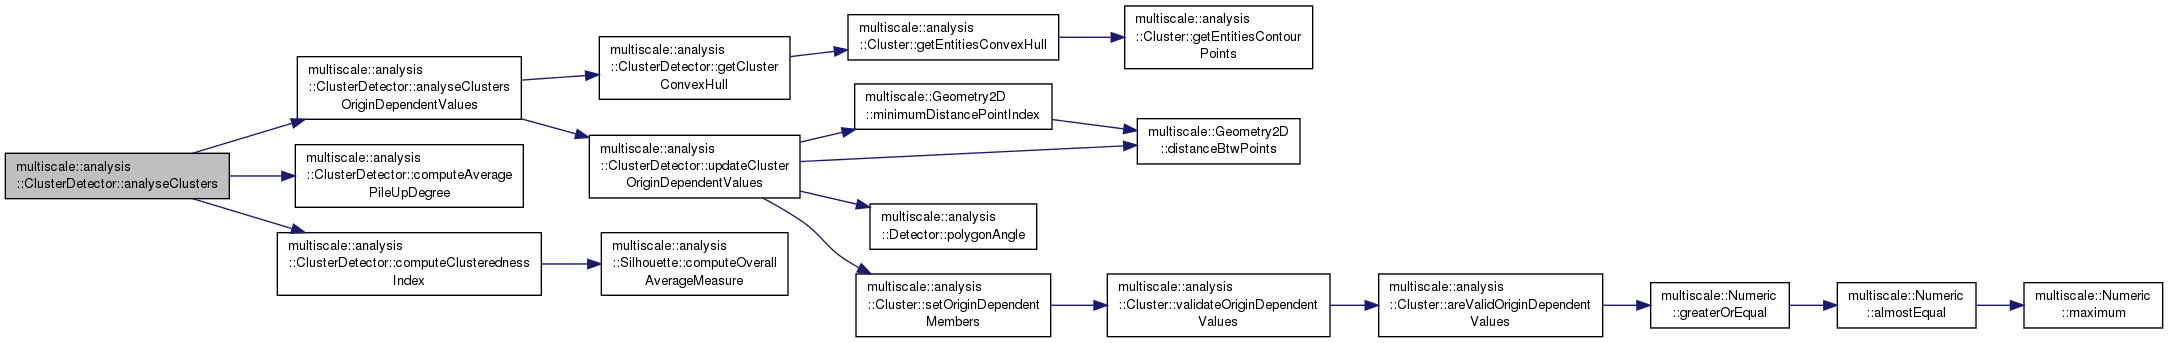 multiscale::analysis
::ClusterDetector::analyseClusters
multiscale::analysis
::ClusterDetector::analyseClusters
OriginDependentValues
multiscale::analysis
::ClusterDetector::getCluster
ConvexHull
multiscale::analysis
::Cluster::getEntitiesConvexHull
multiscale::analysis
::Cluster::getEntitiesContour
Points
multiscale::analysis
::ClusterDetector::updateCluster
OriginDependentValues
multiscale::Geometry2D
::minimumDistancePointIndex
multiscale::Geometry2D
::distanceBtwPoints
multiscale::analysis
::Detector::polygonAngle
multiscale::analysis
::Cluster::setOriginDependent
Members
multiscale::analysis
::Cluster::validateOriginDependent
Values
multiscale::analysis
::Cluster::areValidOriginDependent
Values
multiscale::Numeric
::greaterOrEqual
multiscale::Numeric
::almostEqual
multiscale::Numeric
::maximum
multiscale::analysis
::ClusterDetector::computeAverage
PileUpDegree
multiscale::analysis
::ClusterDetector::computeClusteredness
Index
multiscale::analysis
::Silhouette::computeOverall
AverageMeasure